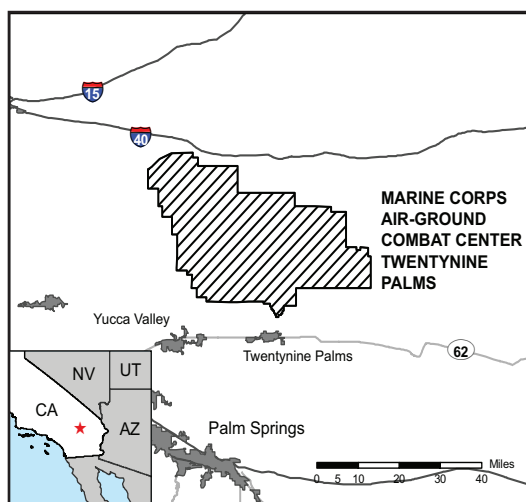 15
40
MARINE CORPS
AIR-GROUND
COMBAT CENTER
TWENTYNINE
PALMS
Yucca Valley
Twentynine Palms
62
NV
UT
CA
AZ
Palm Springs
Miles
0 5 10 20 30 40